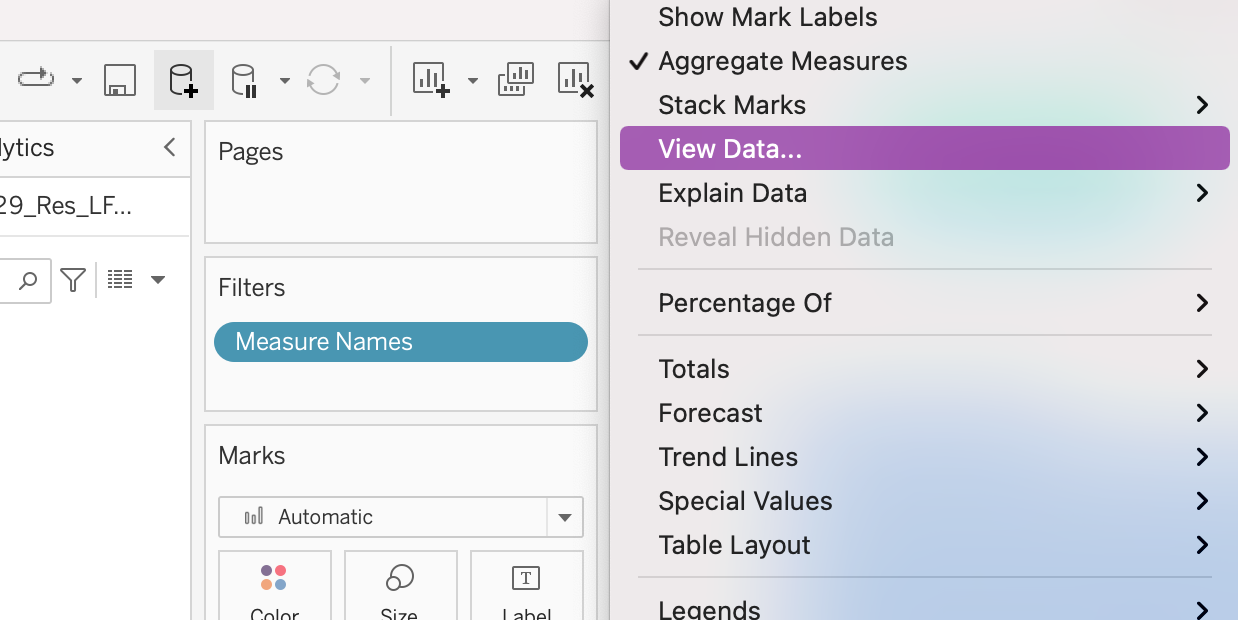 lytics
29_Res_LF...
Pages
Filters
Measure Names
Marks
Automatic
Color
Size
T
Label
Show Mark Labels
✓ Aggregate Measures
Stack Marks
View Data...
Explain Data
Reveal Hidden Data
Percentage Of
Totals
Forecast
Trend Lines
Special Values
Table Layout
Legends